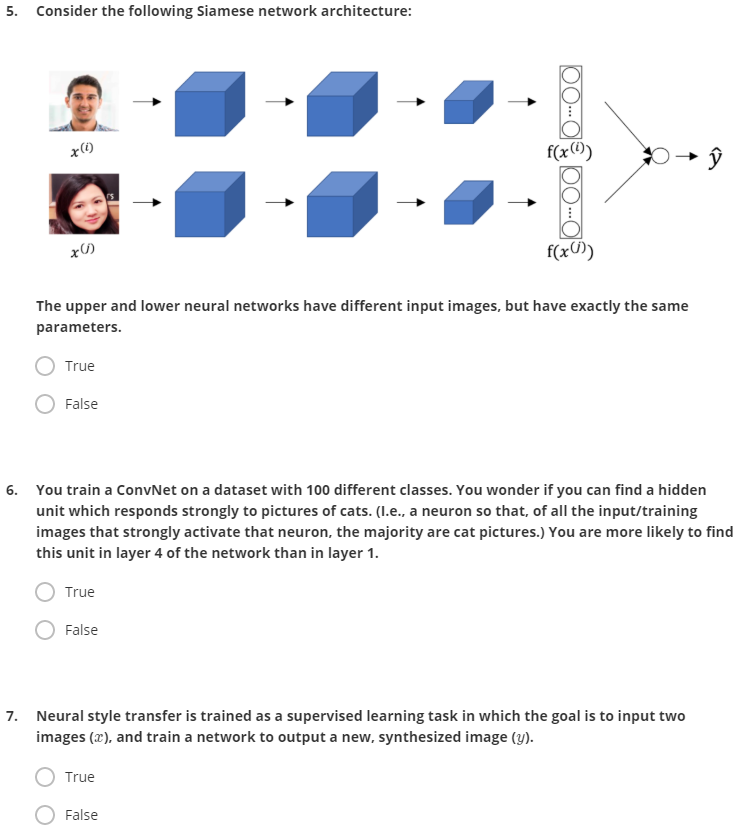 5. Consider the following Siamese network architecture:
x(i)
f(x(i))
ŷ
x(j)
f(x(j))
The upper and lower neural networks have different input images, but have exactly the same
parameters.
True
False
6. You train a ConvNet on a dataset with 100 different classes. You wonder if you can find a hidden
unit which responds strongly to pictures of cats. (I.e., a neuron so that, of all the input/training
images that strongly activate that neuron, the majority are cat pictures.) You are more likely to find
this unit in layer 4 of the network than in layer 1.
True
False
7. Neural style transfer is trained as a supervised learning task in which the goal is to input two
images (x), and train a network to output a new, synthesized image (y).
True
False